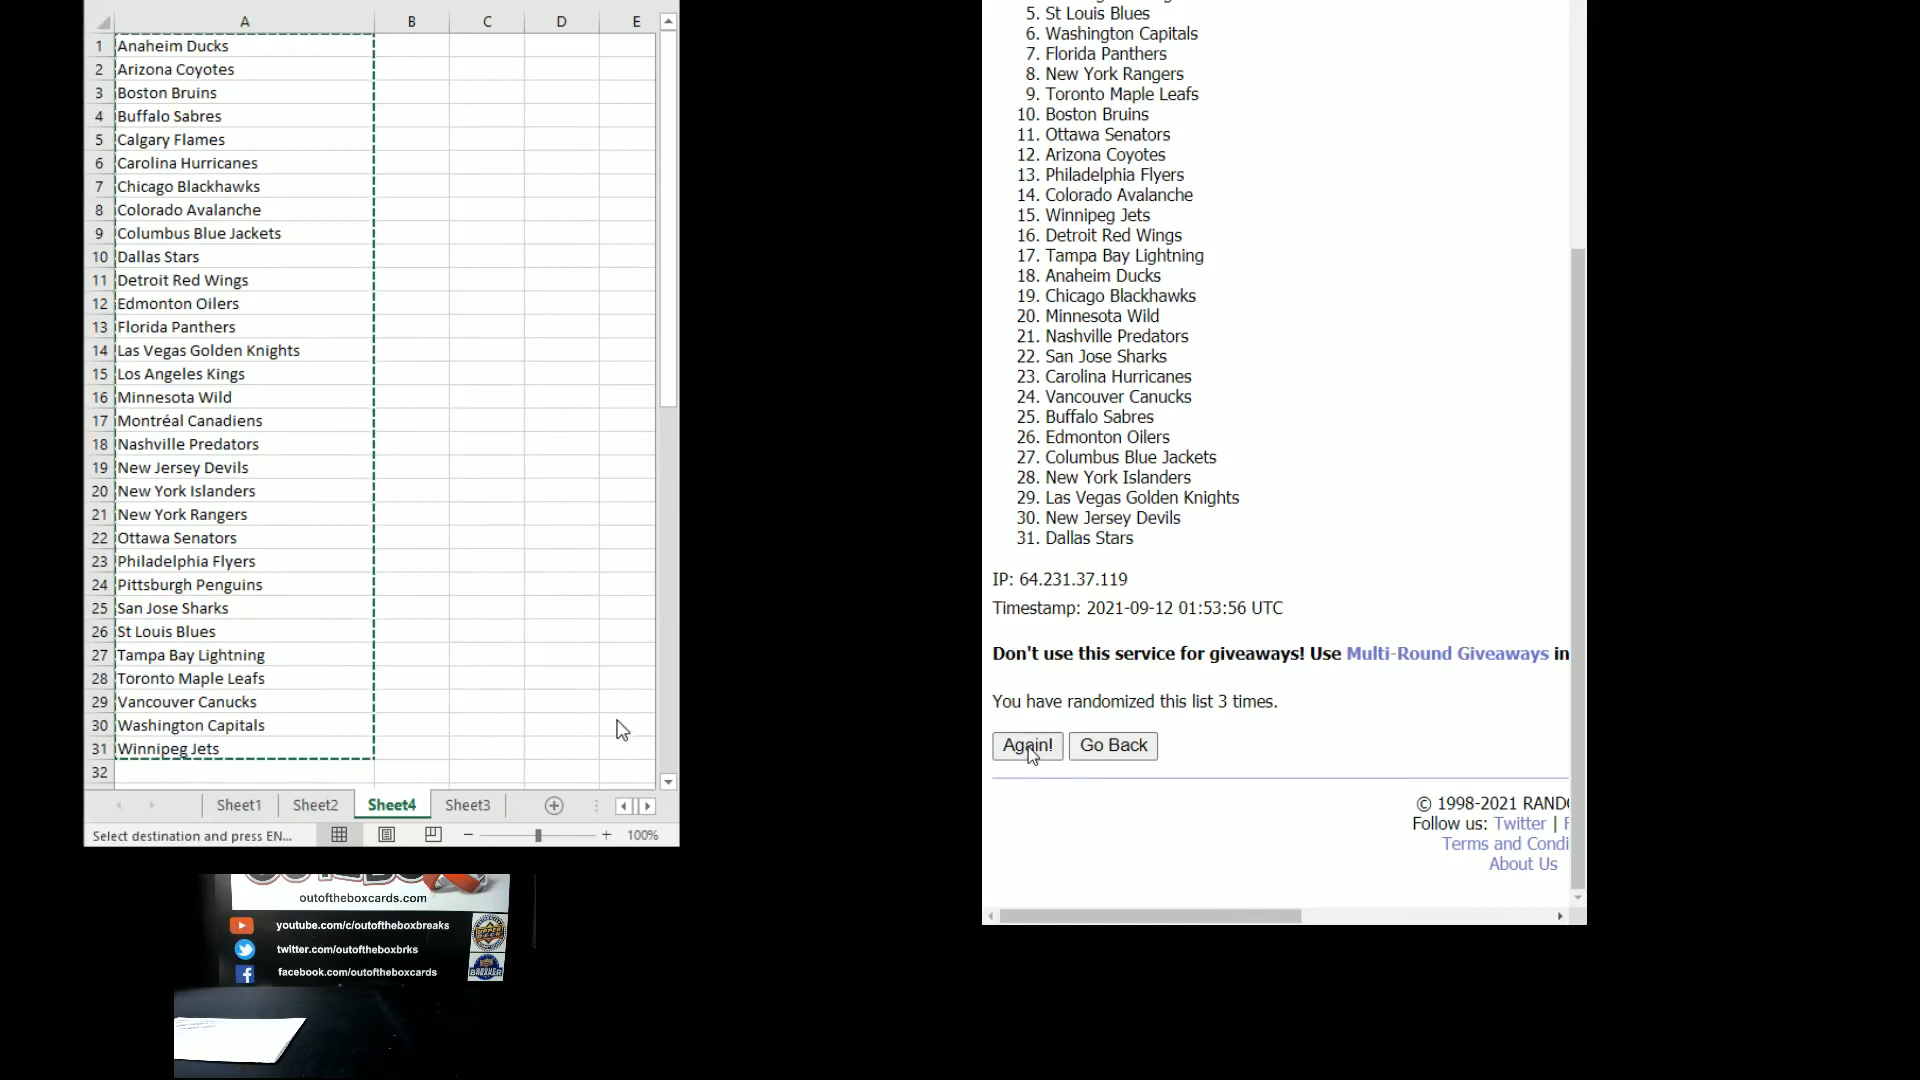 A B C D E
1 Anaheim Ducks
2 Arizona Coyotes
3 Boston Bruins
4 Buffalo Sabres
5 Calgary Flames
6 Carolina Hurricanes
7 Chicago Blackhawks
8 Colorado Avalanche
9 Columbus Blue Jackets
10 Dallas Stars
11 Detroit Red Wings
12 Edmonton Oilers
13 Florida Panthers
14 Las Vegas Golden Knights
15 Los Angeles Kings
16 Minnesota Wild
17 Montréal Canadiens
18 Nashville Predators
19 New Jersey Devils
20 New York Islanders
21 New York Rangers
22 Ottawa Senators
23 Philadelphia Flyers
24 Pittsburgh Penguins
25 San Jose Sharks
26 St Louis Blues
27 Tampa Bay Lightning
28 Toronto Maple Leafs
29 Vancouver Canucks
30 Washington Capitals
31 Winnipeg Jets
32
Sheet1 Sheet2 Sheet4 Sheet3
Select destination and press EN... 100%
outoftheboxcards.com
youtube.com/c/outoftheboxbreaks
twitter.com/outoftheboxbrks
facebook.com/outoftheboxcards
5. St Louis Blues
6. Washington Capitals
7. Florida Panthers
8. New York Rangers
9. Toronto Maple Leafs
10. Boston Bruins
11. Ottawa Senators
12. Arizona Coyotes
13. Philadelphia Flyers
14. Colorado Avalanche
15. Winnipeg Jets
16. Detroit Red Wings
17. Tampa Bay Lightning
18. Anaheim Ducks
19. Chicago Blackhawks
20. Minnesota Wild
21. Nashville Predators
22. San Jose Sharks
23. Carolina Hurricanes
24. Vancouver Canucks
25. Buffalo Sabres
26. Edmonton Oilers
27. Columbus Blue Jackets
28. New York Islanders
29. Las Vegas Golden Knights
30. New Jersey Devils
31. Dallas Stars
IP: 64.231.37.119
Timestamp: 2021-09-12 01:53:56 UTC
Don't use this service for giveaways! Use Multi-Round Giveaways in
You have randomized this list 3 times.
Again! Go Back
© 1998-2021 RANDO
Follow us: Twitter | F
Terms and Condi
About Us